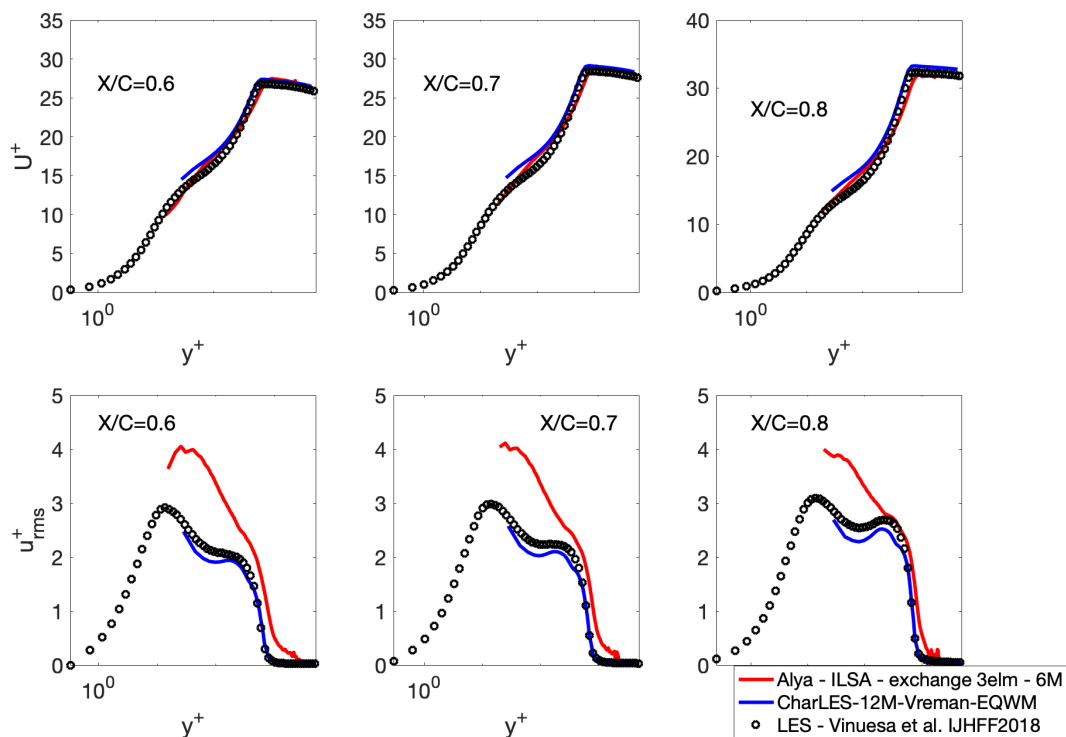 35
30
25
20
15
10
5
0
U+
X/C=0.6
10^0
y+
35
30
25
20
15
10
5
0
X/C=0.7
10^0
y+
40
30
20
10
0
X/C=0.8
10^0
y+
5
4
3
2
1
0
u+rms
X/C=0.6
10^0
y+
5
4
3
2
1
0
X/C=0.7
10^0
y+
5
4
3
2
1
0
X/C=0.8
10^0
Alya - ILSA - exchange 3elm - 6M
CharLES-12M-Vreman-EQWM
LES - Vinuesa et al. IJHFF2018